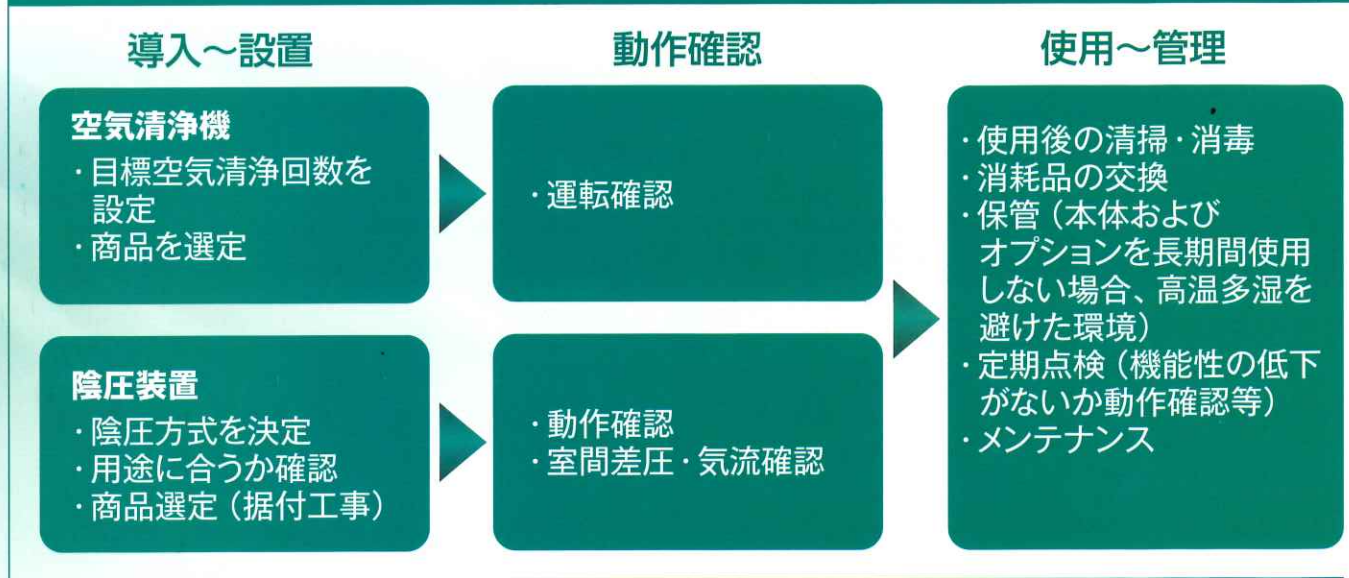 導入～設置
動作確認
使用～管理
空気清浄機
・目標空気清浄回数を
設定
・商品を選定
・運転確認
陰圧装置
・陰圧方式を決定
・用途に合うか確認
・商品選定（据付工事）
・動作確認
・室間差圧・気流確認
・使用後の清掃・消毒
・消耗品の交換
・保管（本体および
オプションを長期間使用
しない場合、高温多湿を
避けた環境）
・定期点検（機能性の低下
がないか動作確認等）
・メンテナンス